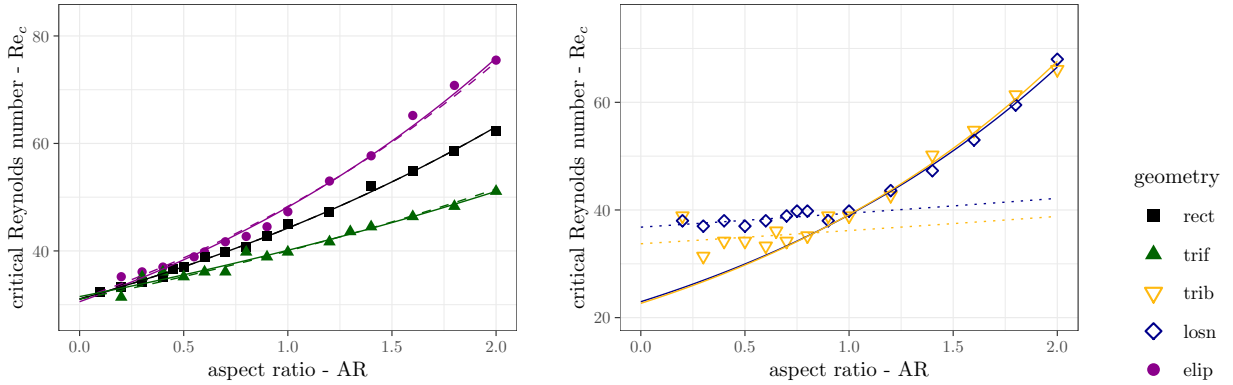 critical Reynolds number - Re_c
80
60
40
0.0 0.5 1.0 1.5 2.0
aspect ratio - AR
critical Reynolds number - Re_c
60
40
20
0.0 0.5 1.0 1.5 2.0
aspect ratio - AR
geometry
rect
trif
trib
losn
elip